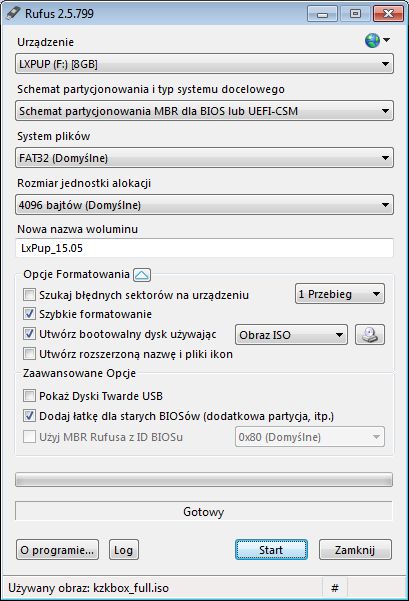 Rufus 2.5.799
Urządzenie
LXPUP (F:) [8GB]
Schemat partycjonowania i typ systemu docelowego
Schemat partycjonowania MBR dla BIOS lub UEFI-CSM
System plików
FAT32 (Domyślne)
Rozmiar jednostki alokacji
4096 bajtów (Domyślne)
Nowa nazwa woluminu
LxPup_15.05
Opcje Formatowania
Szukaj błędnych sektorów na urządzeniu 1 Przebieg
Szybkie formatowanie
Utwórz bootowalny dysk używając Obraz ISO
Utwórz rozszerzoną nazwę i pliki ikon
Zaawansowane Opcje
Pokaż Dyski Twarde USB
Dodaj łatkę dla starych BIOSów (dodatkowa partycja, itp.)
Użyj MBR Rufusa z ID BIOSu 0x80 (Domyślne)
Gotowy
O programie... Log Start Zamknij
Używany obraz: kzkbox_full.iso #